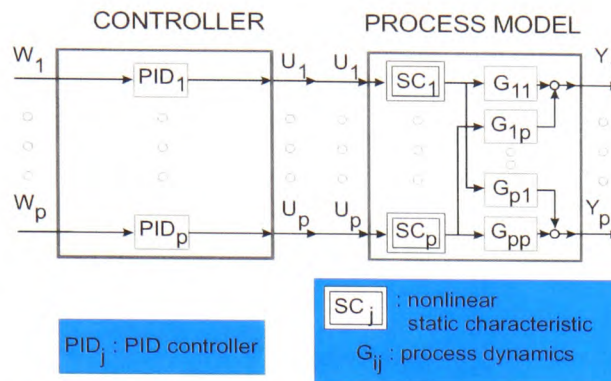 CONTROLLER PROCESS MODEL
W1 PID1 U1 U1 SC1 G11 Y
G1p
Gp1
Wp PIDp Up Up SCp Gpp Yp
SCj : nonlinear
static characteristic
PIDj : PID controller
Gij : process dynamics